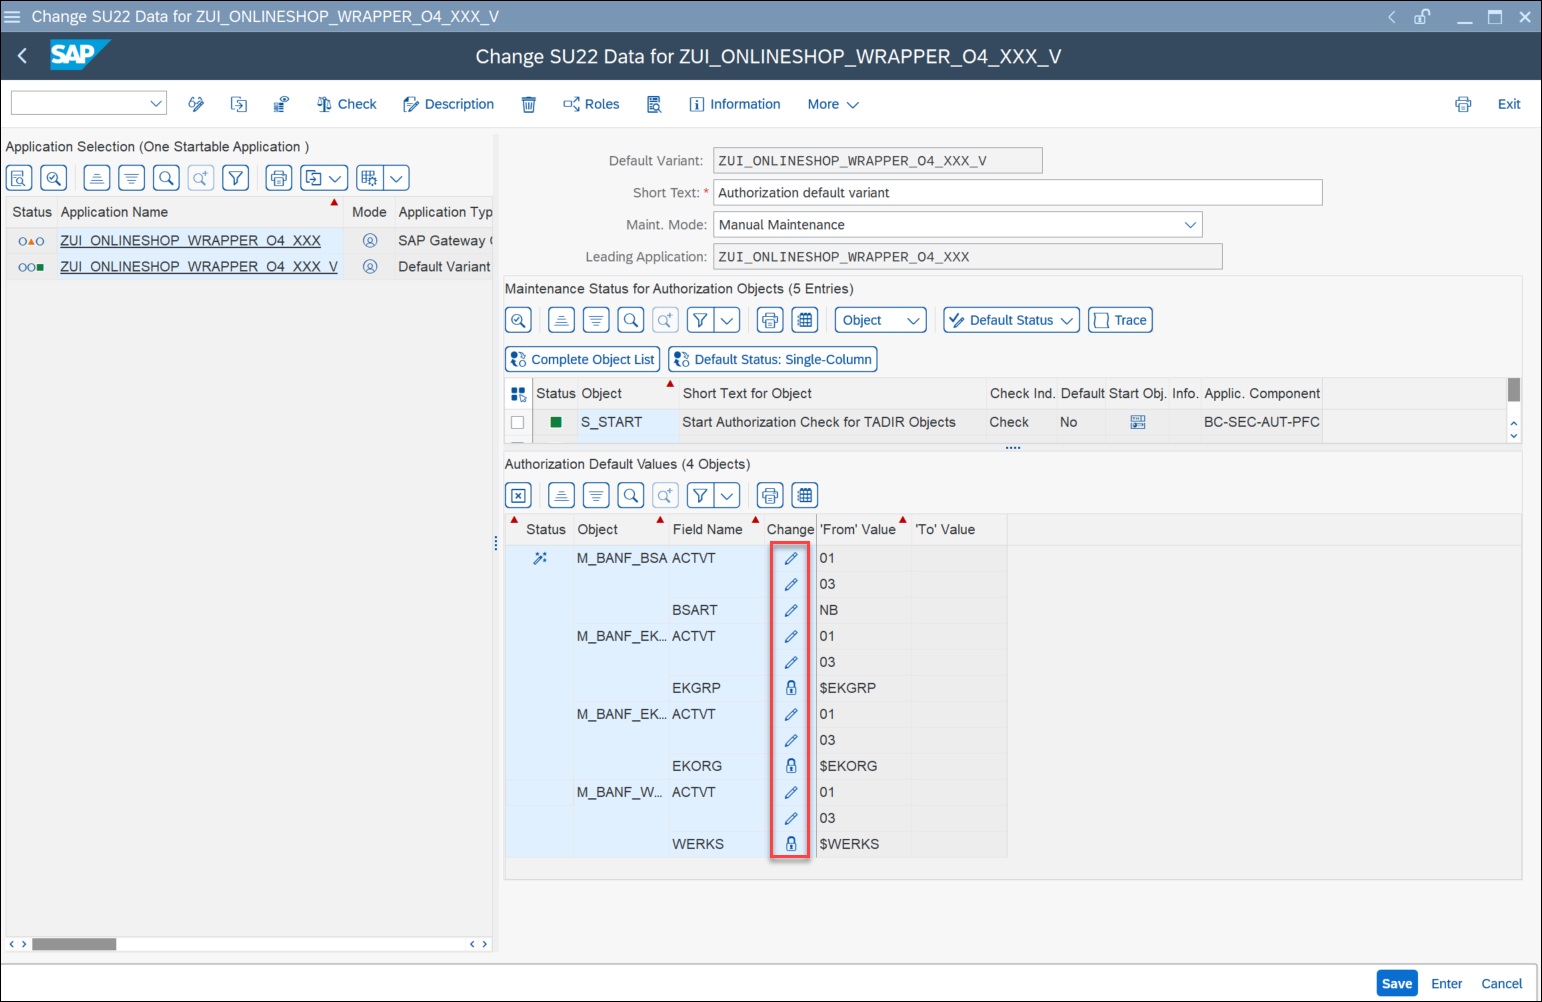 Change SU22 Data for ZUI_ONLINESHOP_WRAPPER_O4_XXX_V
SAP
Change SU22 Data for ZUI_ONLINESHOP_WRAPPER_O4_XXX_V
Check Description Roles Information More Exit
Application Selection (One Startable Application )
Status Application Name Mode Application Typ
ZUI_ONLINESHOP_WRAPPER_O4_XXX SAP Gateway
ZUI_ONLINESHOP_WRAPPER_O4_XXX_V Default Variant
Default Variant: ZUI_ONLINESHOP_WRAPPER_O4_XXX_V
Short Text: * Authorization default variant
Maint. Mode: Manual Maintenance
Leading Application: ZUI_ONLINESHOP_WRAPPER_O4_XXX
Maintenance Status for Authorization Objects (5 Entries)
Object Default Status Trace
Complete Object List Default Status: Single-Column
Status Object Short Text for Object Check Ind. Default Start Obj. Info. Applic. Component
S_START Start Authorization Check for TADIR Objects Check No BC-SEC-AUT-PFC
Authorization Default Values (4 Objects)
Status Object Field Name Change 'From' Value 'To' Value
M_BANF_BSA ACTVT 01
03
BSART NB
M_BANF_EK... ACTVT 01
03
EKGRP $EKGRP
M_BANF_EK... ACTVT 01
03
EKORG $EKORG
M_BANF_W... ACTVT 01
03
WERKS $WERKS
Save Enter Cancel